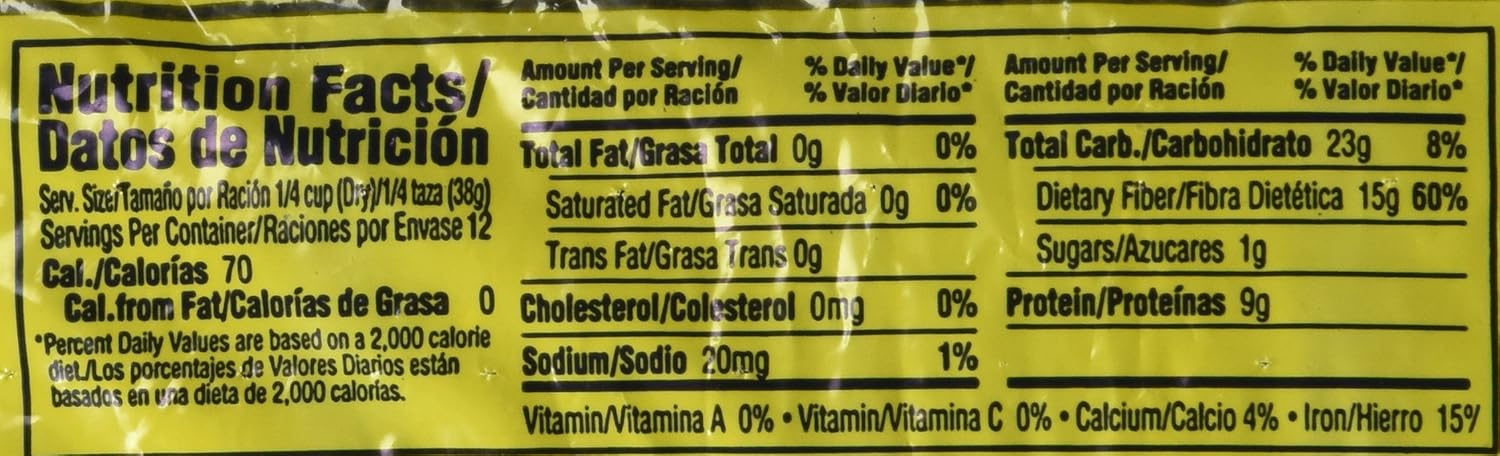 Nutrition Facts/
Datos de Nutrición
Serv. Size/Tamaño por Ración 1/4 cup (Dry)/1/4 taza (38g)
Servings Per Container/Raciones por Envase 12
Cal./Calorías 70
Cal.from Fat/Calorías de Grasa 0
*Percent Daily Values are based on a 2,000 calorie
diet./Los porcentajes de Valores Diarios están
basados en una dieta de 2,000 calorías.
Amount Per Serving/ % Daily Value*/
Cantidad por Ración % Valor Diario*
Total Fat/Grasa Total 0g 0%
Saturated Fat/Grasa Saturada 0g 0%
Trans Fat/Grasa Trans 0g
Cholesterol/Colesterol 0mg 0%
Sodium/Sodio 20mg 1%
Amount Per Serving/ % Daily Value*/
Cantidad por Ración % Valor Diario*
Total Carb./Carbohidrato 23g 8%
Dietary Fiber/Fibra Dietética 15g 60%
Sugars/Azucares 1g
Protein/Proteínas 9g
Vitamin/Vitamina A 0% • Vitamin/Vitamina C 0% • Calcium/Calcio 4% • Iron/Hierro 15%